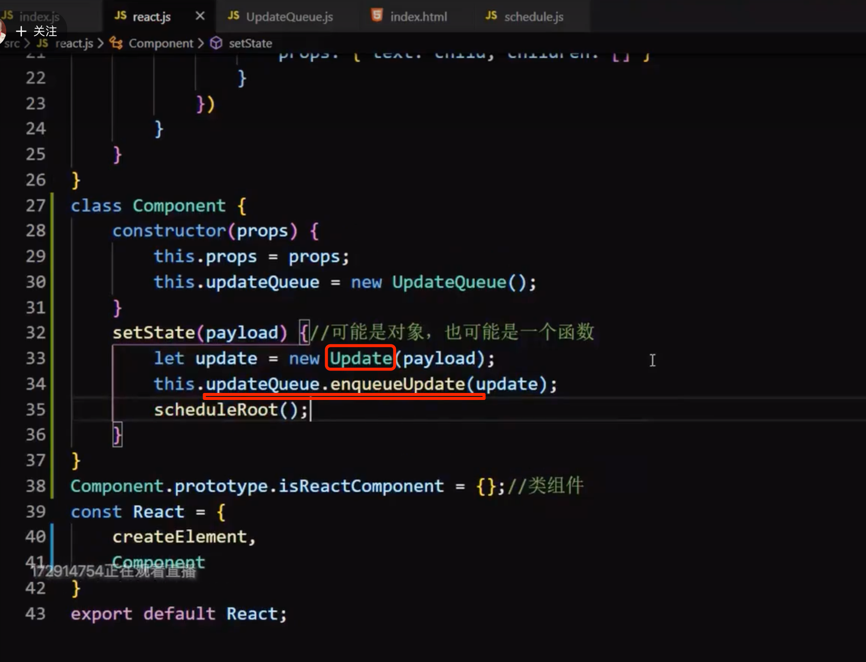 JS index.js JS react.js × JS UpdateQueue.js index.html JS schedule.js
+ 关注
src > JS react.js > Component > setState
21 props: { text: child, children: [] }
22 }
23 })
24 }
25 }
26 }
27 class Component {
28 constructor(props) {
29 this.props = props;
30 this.updateQueue = new UpdateQueue();
31 }
32 setState(payload) {//可能是对象，也可能是一个函数
33 let update = new Update(payload);
34 this.updateQueue.enqueueUpdate(update);
35 scheduleRoot();
36 }
37 }
38 Component.prototype.isReactComponent = {};//类组件
39 const React = {
40 createElement,
41 Component
172914754正在观看直播
42 }
43 export default React;